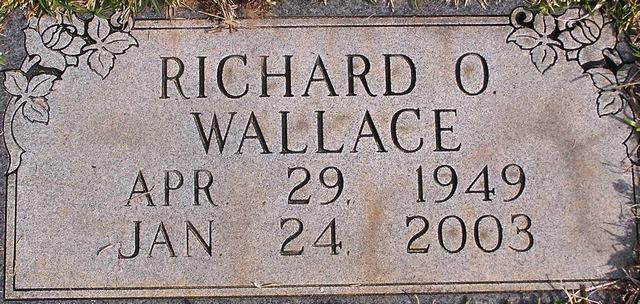 RICHARD O.
WALLACE
APR. 29, 1949
JAN. 24, 2003